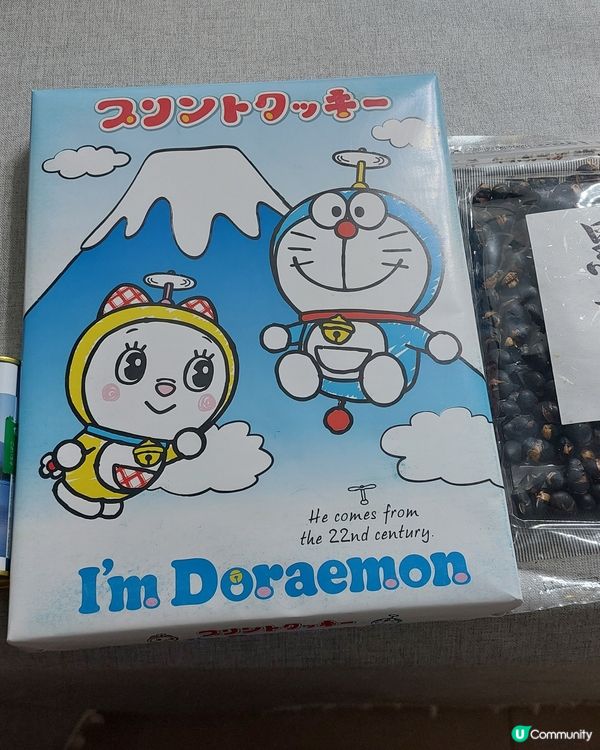 プリントクッキー
He comes from
the 22nd century.
I'm Doraemon
プリントクッキー
U Community